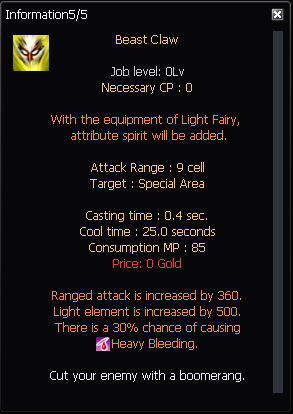 Information5/5
Beast Claw
Job level: 0Lv
Necessary CP : 0
With the equipment of Light Fairy,
attribute spirit will be added.
Attack Range : 9 cell
Target : Special Area
Casting time : 0.4 sec.
Cool time : 25.0 seconds
Consumption MP : 85
Price: 0 Gold
Ranged attack is increased by 360.
Light element is increased by 500.
There is a 30% chance of causing
Heavy Bleeding.
Cut your enemy with a boomerang.